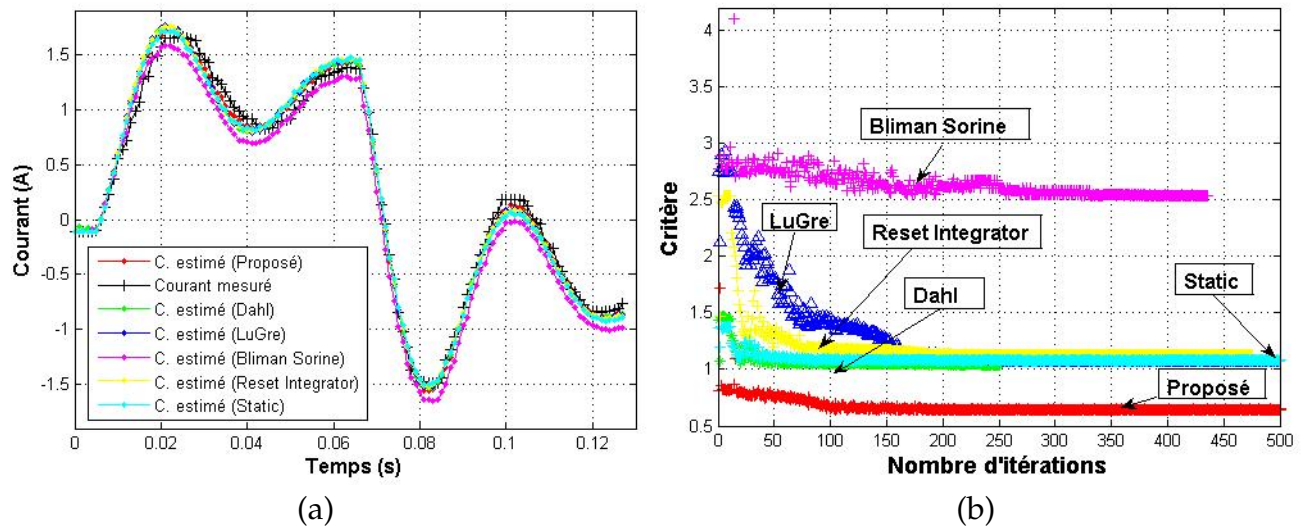 1.5
1
0.5
0
-0.5
-1
-1.5
Courant (A)
C. estimé (Proposé)
Courant mesuré
C. estimé (Dahl)
C. estimé (LuGre)
C. estimé (Bliman Sorine)
C. estimé (Reset Integrator)
C. estimé (Static)
0 0.02 0.04 0.06 0.08 0.1 0.12
Temps (s)
(a)
4
3.5
3
2.5
2
1.5
1
0.5
Critère
Bliman Sorine
LuGre
Reset Integrator
Dahl
Static
Proposé
0 50 100 150 200 250 300 350 400 450 500
Nombre d'itérations
(b)